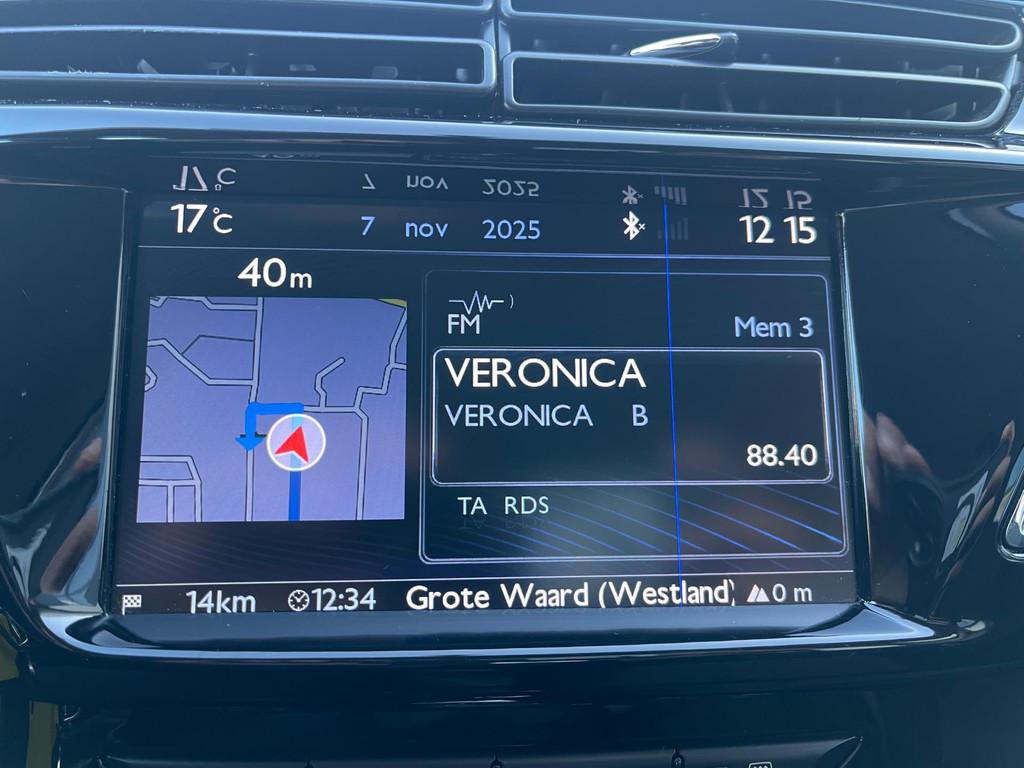 17°C 7 nov 2025 12 15
40m
FM Mem 3
VERONICA
VERONICA B
88.40
TA RDS
14km 12:34 Grote Waard (Westland) 0 m